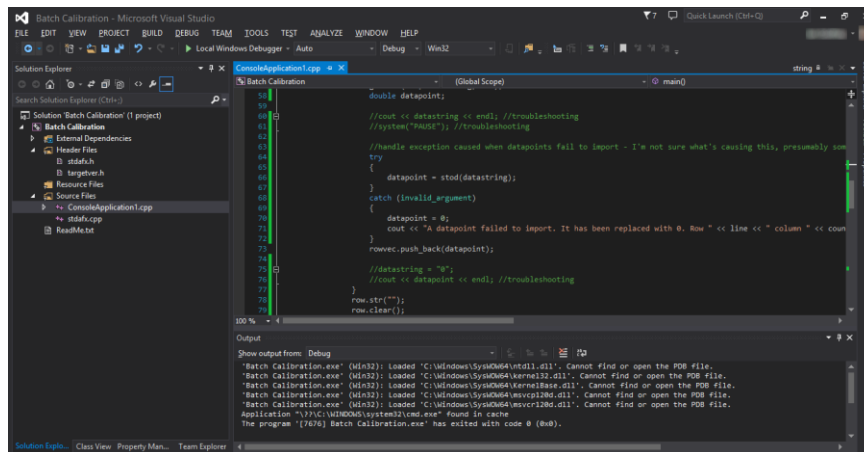 Batch Calibration - Microsoft Visual Studio
7
Quick Launch (Ctrl+Q)
FILE EDIT VIEW PROJECT BUILD DEBUG TEAM TOOLS TEST ANALYZE WINDOW HELP
Local Windows Debugger Auto Debug Win32
Solution Explorer
Search Solution Explorer (Ctrl+;)
Solution 'Batch Calibration' (1 project)
Batch Calibration
External Dependencies
Header Files
stdafx.h
targetver.h
Resource Files
Source Files
ConsoleApplication1.cpp
stdafx.cpp
ReadMe.txt
Solution Explo... Class View Property Man... Team Explorer
ConsoleApplication1.cpp
string
Batch Calibration (Global Scope) main()
58 double datapoint;
59
60 //cout << datastring << endl; //troubleshooting
61 //system("PAUSE"); //troubleshooting
62
63 //handle exception caused when datapoints fail to import - I'm not sure what's causing this, presumably som
64 try
65 {
66 datapoint = stod(datastring);
67 }
68 catch (invalid_argument)
69 {
70 datapoint = 0;
71 cout << "A datapoint failed to import. It has been replaced with 0. Row " << line << " column " << coun
72 }
73 rowvec.push_back(datapoint);
74
75 //datastring = "0";
76 //cout << datapoint << endl; //troubleshooting
77 }
78 row.str("");
79 row.clear();
100 %
Output
Show output from: Debug
'Batch Calibration.exe' (Win32): Loaded 'C:\Windows\SysWOW64\ntdll.dll'. Cannot find or open the PDB file.
'Batch Calibration.exe' (Win32): Loaded 'C:\Windows\SysWOW64\kernel32.dll'. Cannot find or open the PDB file.
'Batch Calibration.exe' (Win32): Loaded 'C:\Windows\SysWOW64\KernelBase.dll'. Cannot find or open the PDB file.
'Batch Calibration.exe' (Win32): Loaded 'C:\Windows\SysWOW64\msvcp120d.dll'. Cannot find or open the PDB file.
'Batch Calibration.exe' (Win32): Loaded 'C:\Windows\SysWOW64\msvcr120d.dll'. Cannot find or open the PDB file.
Application "\??\C:\WINDOWS\system32\cmd.exe" found in cache
The program '[7676] Batch Calibration.exe' has exited with code 0 (0x0).